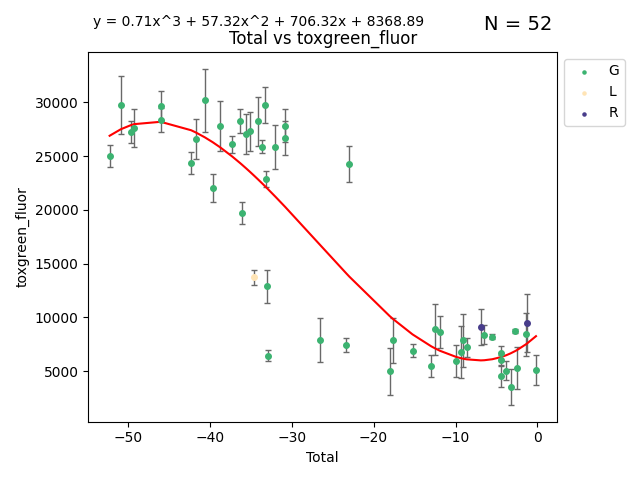 y = 0.71x^3 + 57.32x^2 + 706.32x + 8368.89
N = 52
Total vs toxgreen_fluor
G
L
R
30000
25000
20000
15000
10000
5000
toxgreen_fluor
−50
−40
−30
−20
−10
0
Total